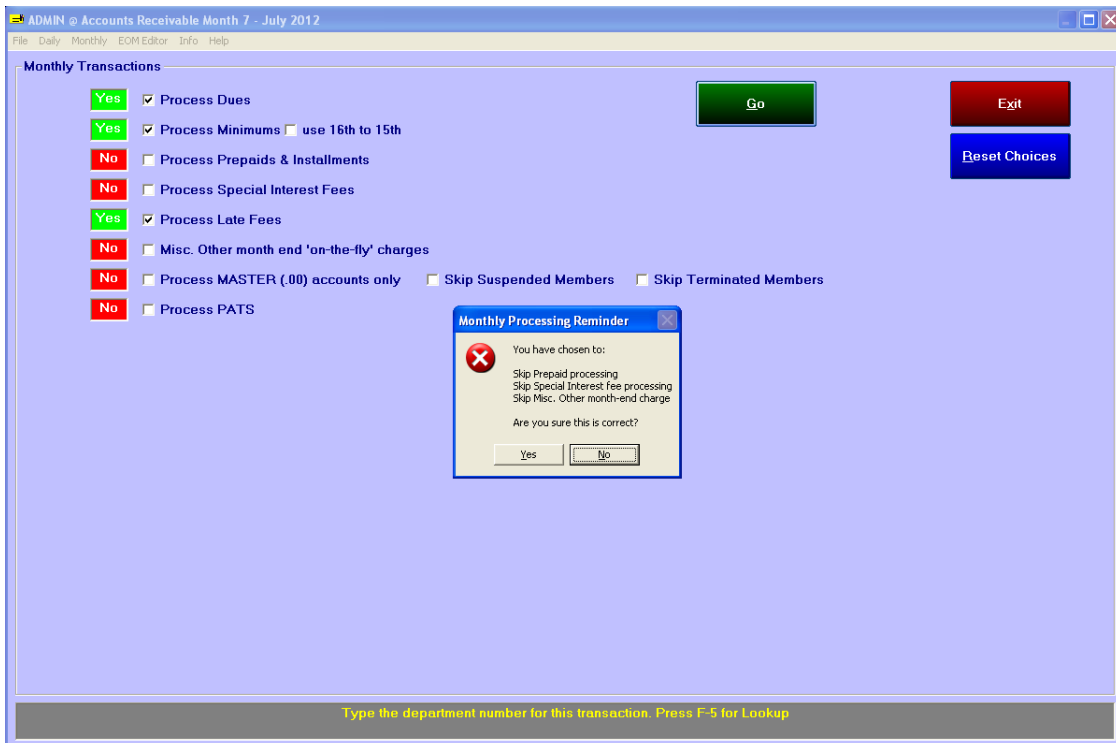 ADMIN @ Accounts Receivable Month 7 - July 2012
File Daily Monthly EOM Editor Info Help
Monthly Transactions
Yes Process Dues
Go
Exit
Yes Process Minimums use 16th to 15th
No Process Prepaids & Installments
Reset Choices
No Process Special Interest Fees
Yes Process Late Fees
No Misc. Other month end 'on-the-fly' charges
No Process MASTER (.00) accounts only Skip Suspended Members Skip Terminated Members
No Process PATS
Monthly Processing Reminder
You have chosen to:
Skip Prepaid processing
Skip Special Interest fee processing
Skip Misc. Other month-end charge
Are you sure this is correct?
Yes No
Type the department number for this transaction. Press F-5 for Lookup